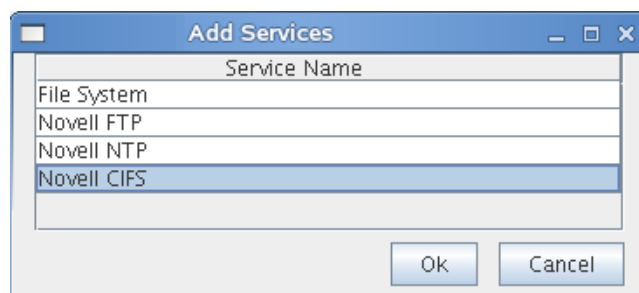 Add Services
Service Name
File System
Novell FTP
Novell NTP
Novell CIFS
Ok Cancel